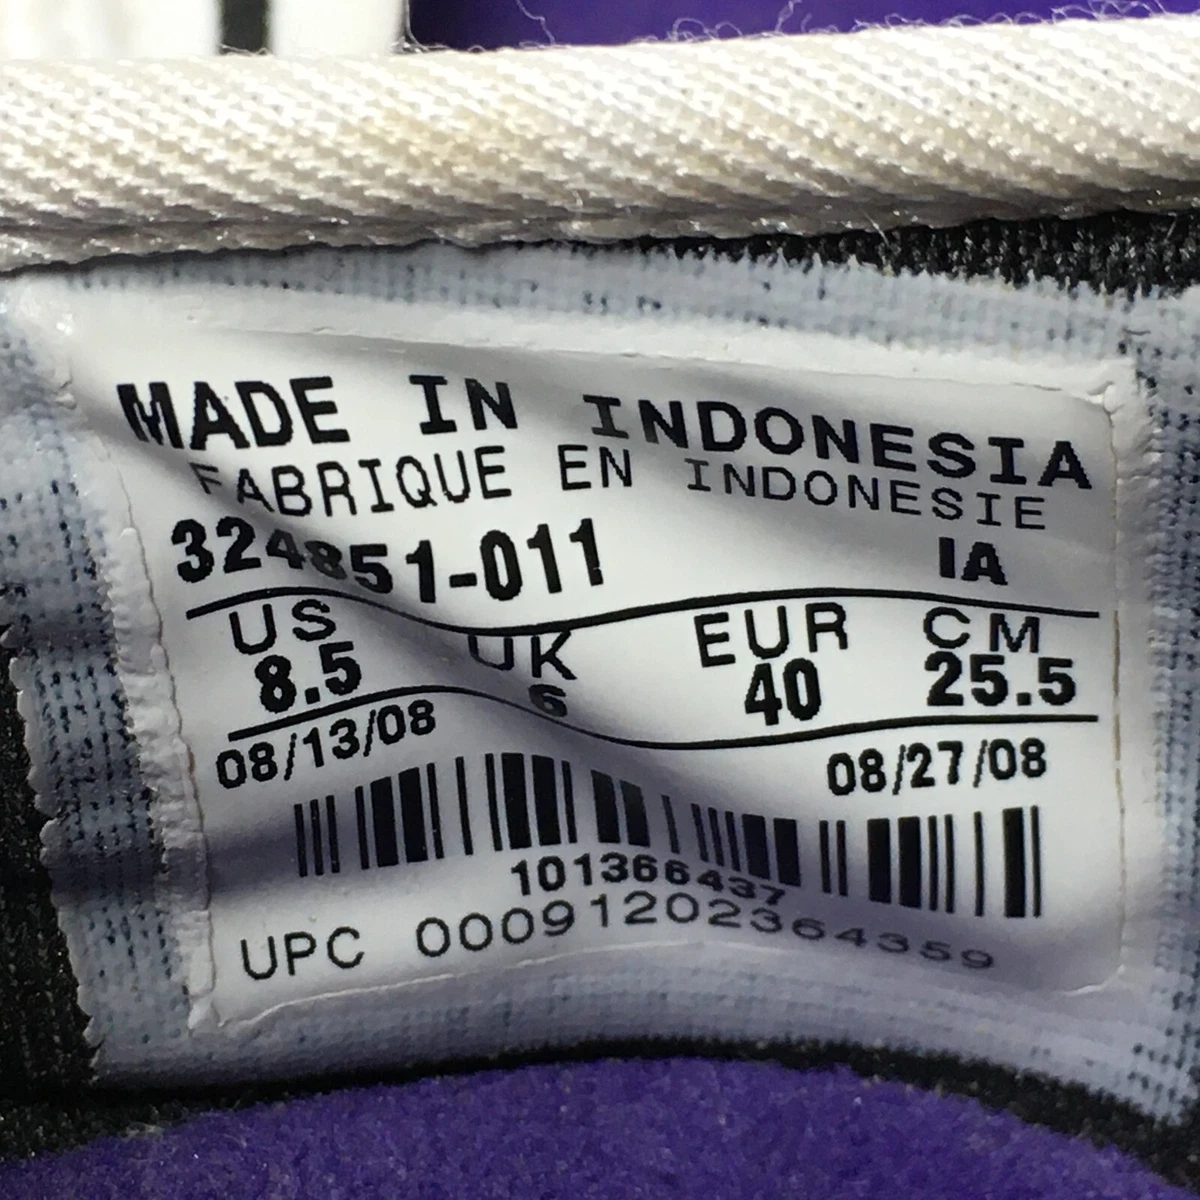 MADE IN INDONESIA
FABRIQUE EN INDONESIE
324851-011 IA
US UK EUR CM
8.5 6 40 25.5
08/13/08 08/27/08
101366437
UPC 00091202364359